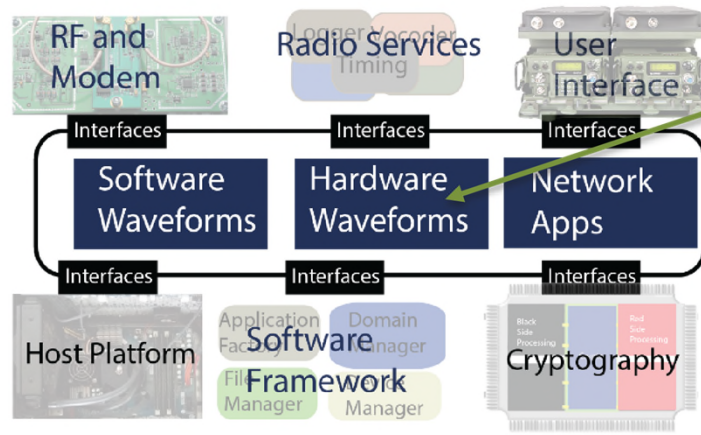 RF and
Modem
Logger
Vocoder
Radio Services
Timing
User
Interface
Interfaces
Interfaces
Interfaces
Software
Waveforms
Hardware
Waveforms
Network
Apps
Interfaces
Interfaces
Interfaces
Host Platform
Application
Factory
Domain
Manager
Software
Framework
File
Manager
Device
Manager
Black
Side
Processing
Red
Side
Processing
Cryptography